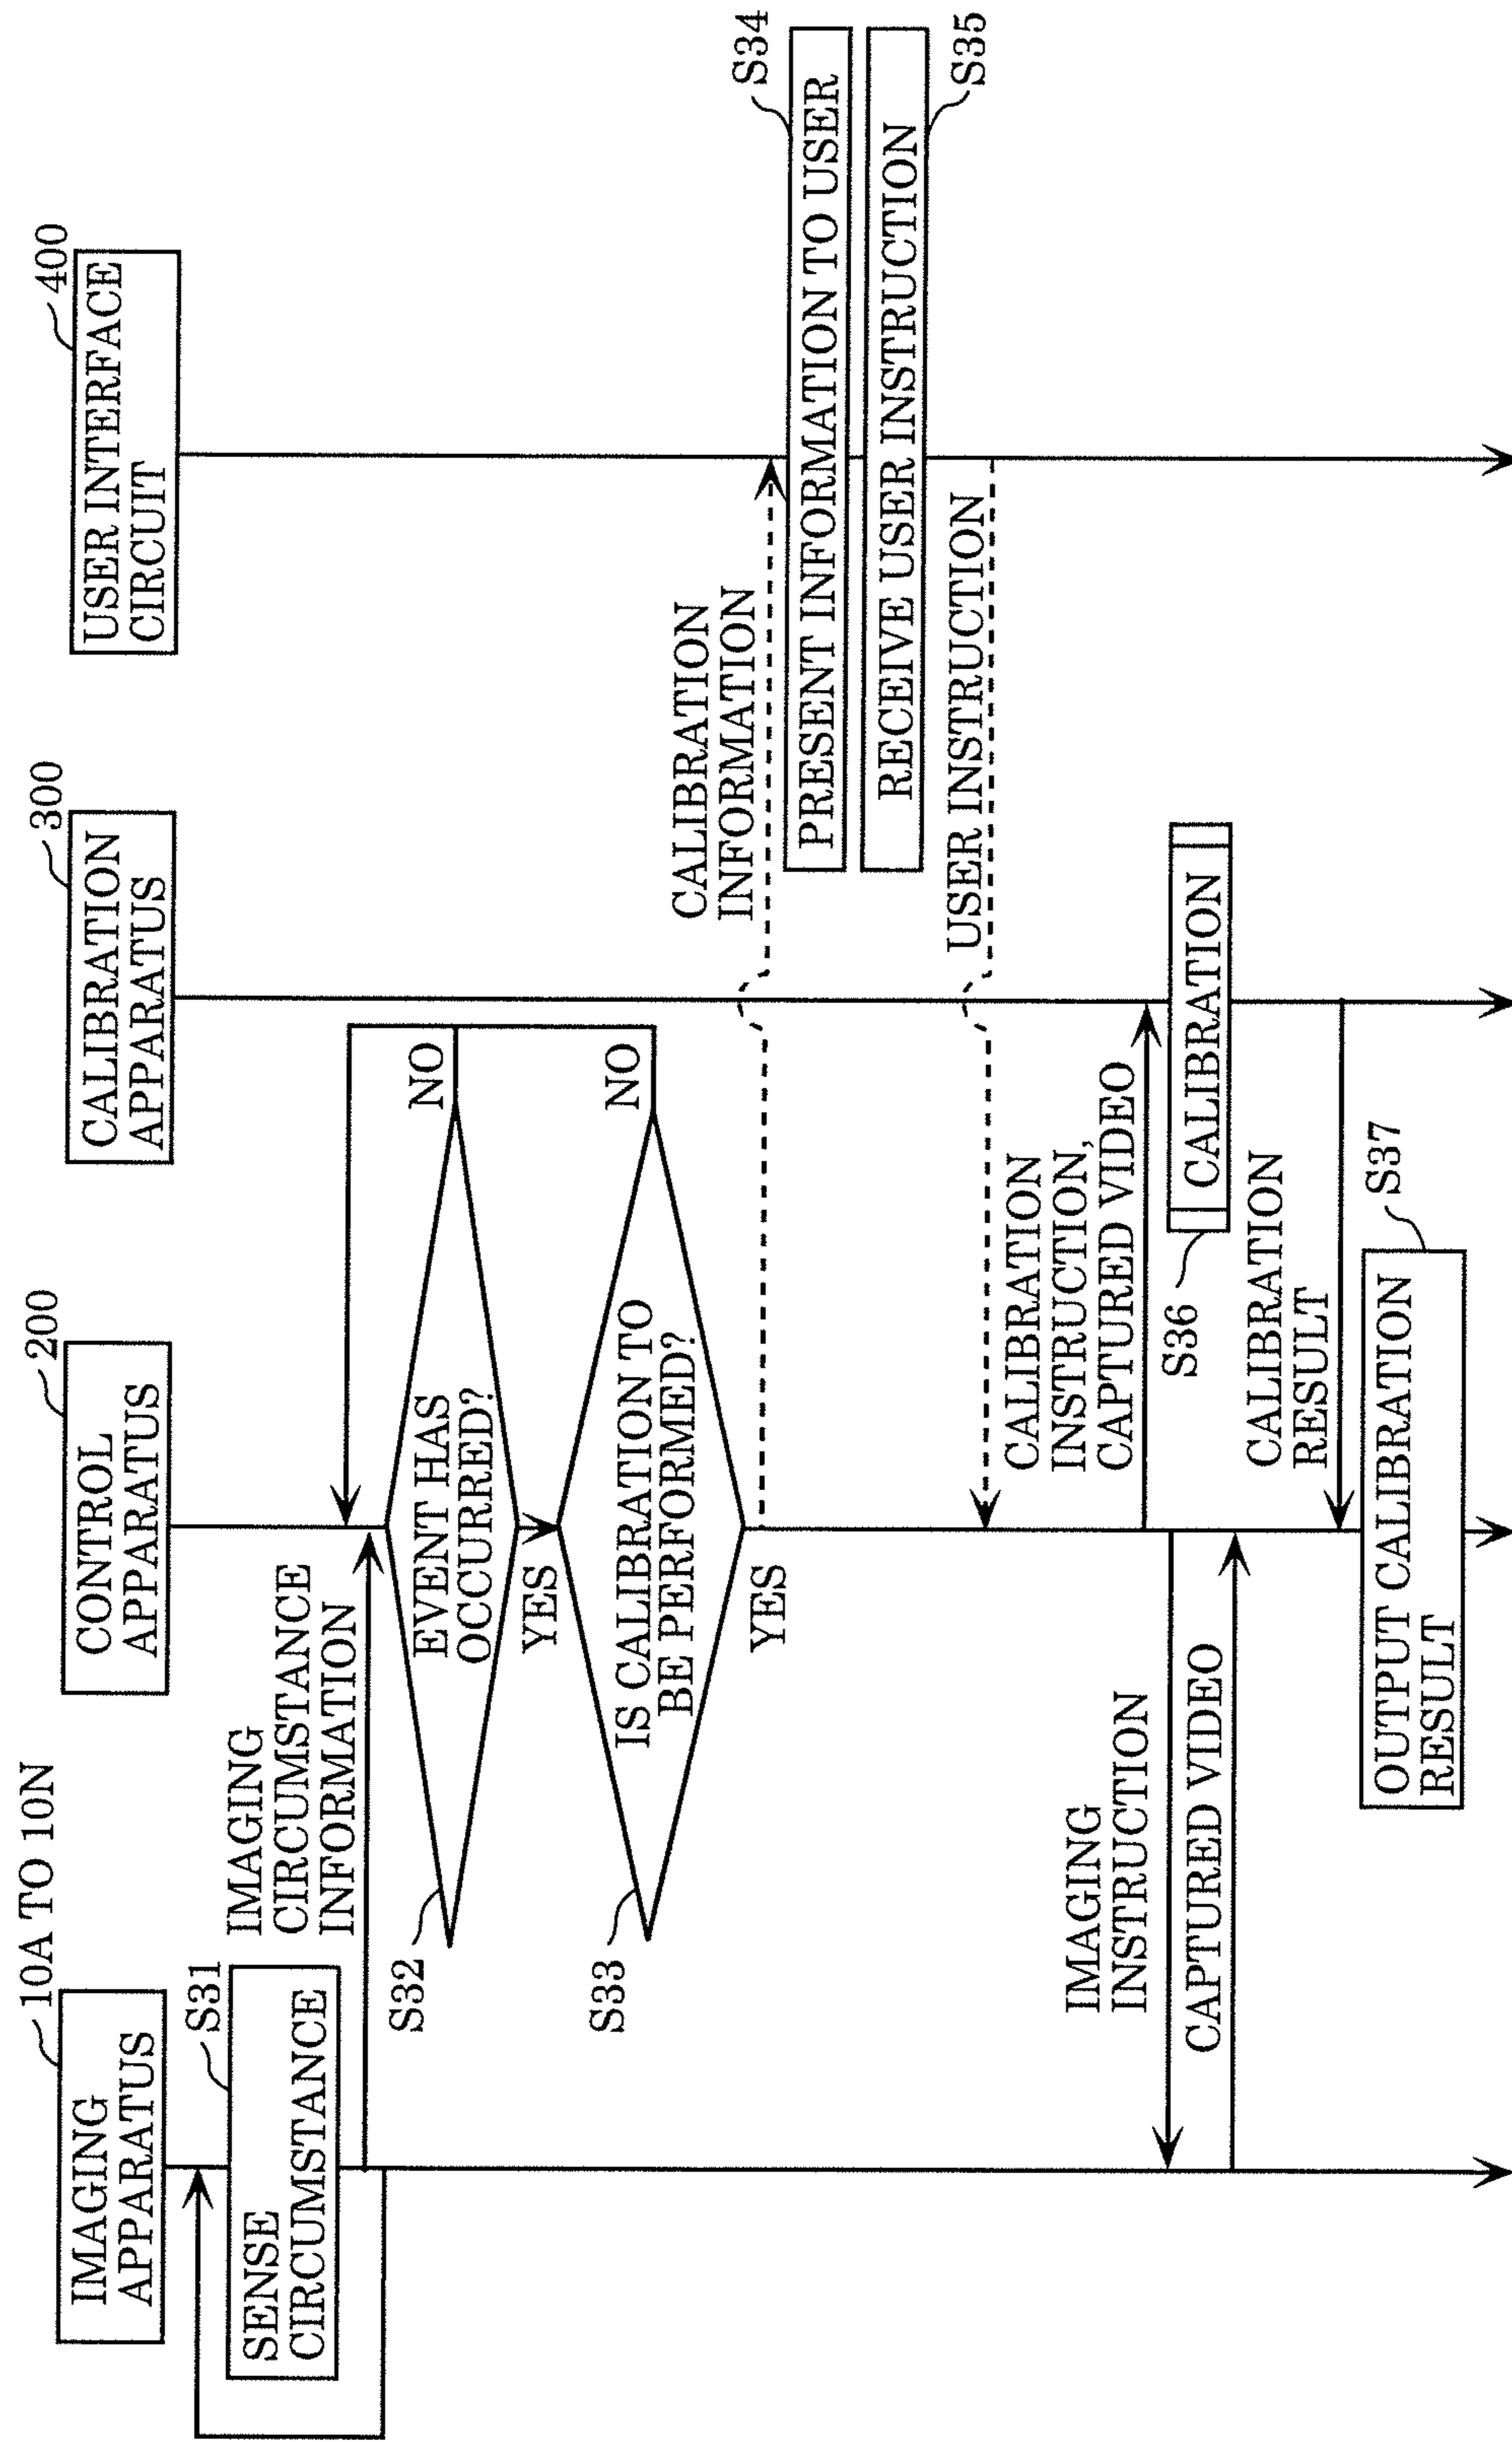 10A TO 10N
IMAGING
APPARATUS
200
CONTROL
APPARATUS
300
CALIBRATION
APPARATUS
400
USER INTERFACE
CIRCUIT
S31
SENSE
CIRCUMSTANCE
IMAGING
CIRCUMSTANCE
INFORMATION
S32
EVENT HAS
OCCURRED?
NO
YES
S33
IS CALIBRATION TO
BE PERFORMED?
NO
YES
CALIBRATION
INFORMATION
S34
PRESENT INFORMATION TO USER
RECEIVE USER INSTRUCTION
S35
USER INSTRUCTION
CALIBRATION
INSTRUCTION,
CAPTURED VIDEO
IMAGING
INSTRUCTION
CAPTURED VIDEO
S36
CALIBRATION
CALIBRATION
RESULT
S37
OUTPUT CALIBRATION
RESULT